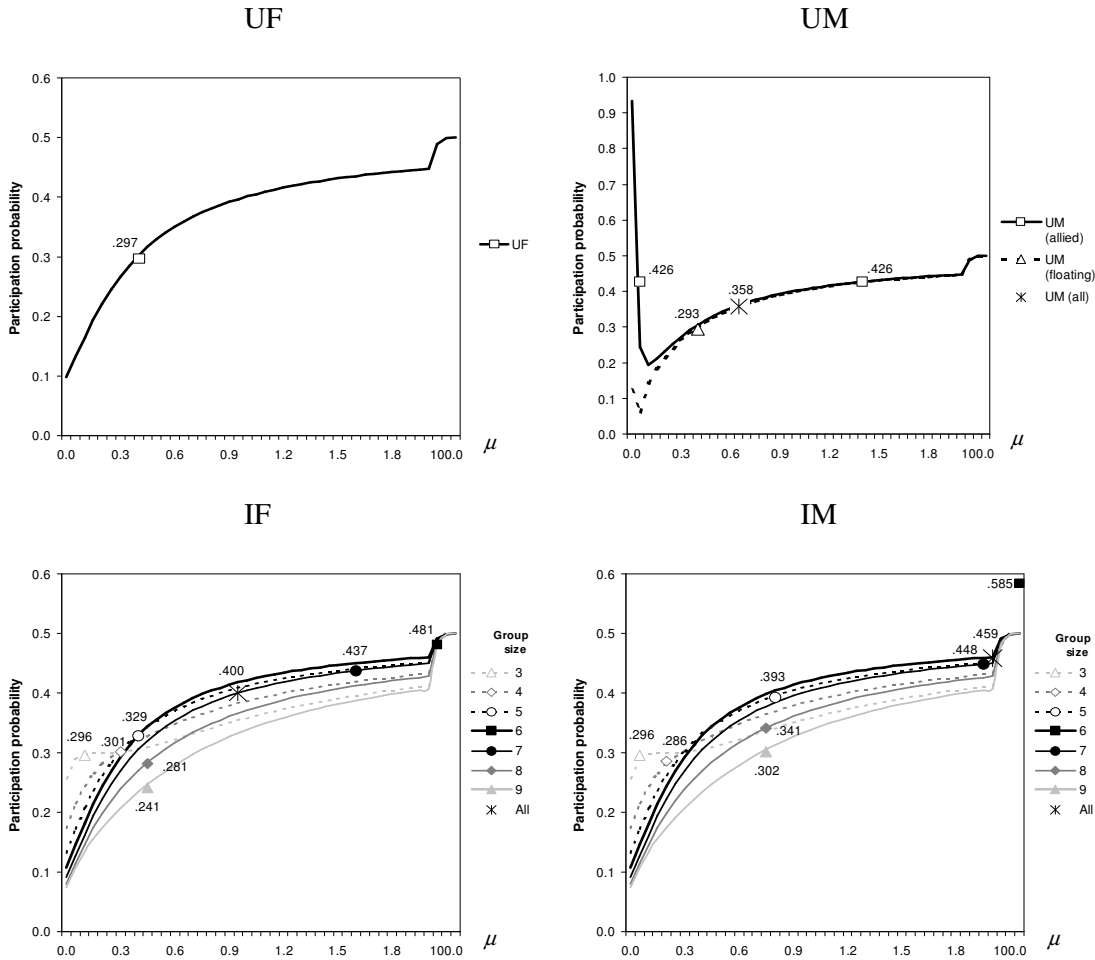 UF
0.6
0.5
0.4
0.3
0.2
0.1
0.0
Participation probability
.297
0.0 0.3 0.6 0.9 1.2 1.5 1.8 100.0 μ
UF
UM
1.0
0.9
0.8
0.7
0.6
0.5
0.4
0.3
0.2
0.1
0.0
Participation probability
.426
.293
.358
.426
0.0 0.3 0.6 0.9 1.2 1.5 1.8 100.0 μ
UM
(allied)
UM
(floating)
UM (all)
IF
0.6
0.5
0.4
0.3
0.2
0.1
0.0
Participation probability
.296
.301
.329
.281
.241
.400
.437
.481
0.0 0.3 0.6 0.9 1.2 1.5 1.8 100.0 μ
Group
size
3
4
5
6
7
8
9
All
IM
0.6
0.5
0.4
0.3
0.2
0.1
0.0
Participation probability
.296
.286
.393
.341
.302
.448
.459
.585
0.0 0.3 0.6 0.9 1.2 1.5 1.8 100.0 μ
Group
size
3
4
5
6
7
8
9
All